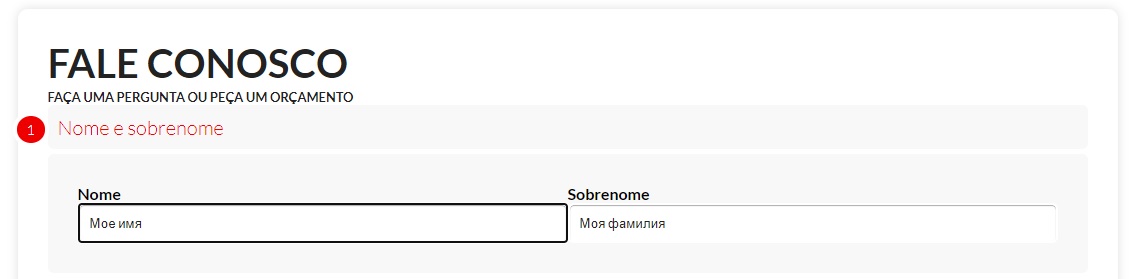 FALE CONOSCO
FAÇA UMA PERGUNTA OU PEÇA UM ORÇAMENTO
1 Nome e sobrenome
Nome Sobrenome
Мое имя Моя фамилия